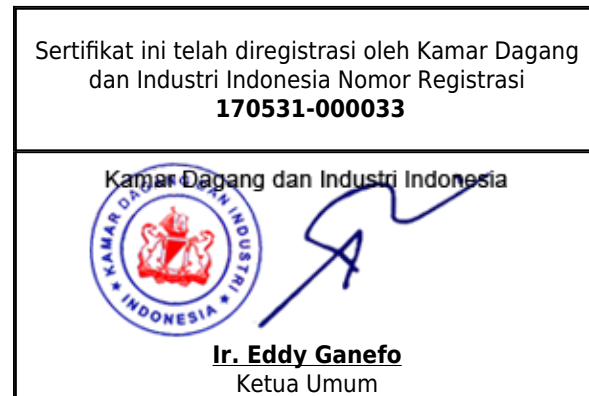 Sertifikat ini telah diregistrasi oleh Kamar Dagang
dan Industri Indonesia Nomor Registrasi
170531-000033
Kamar Dagang dan Industri Indonesia
KAMAR DAGANG DAN INDUSTRI
INDONESIA
Ir. Eddy Ganefo
Ketua Umum